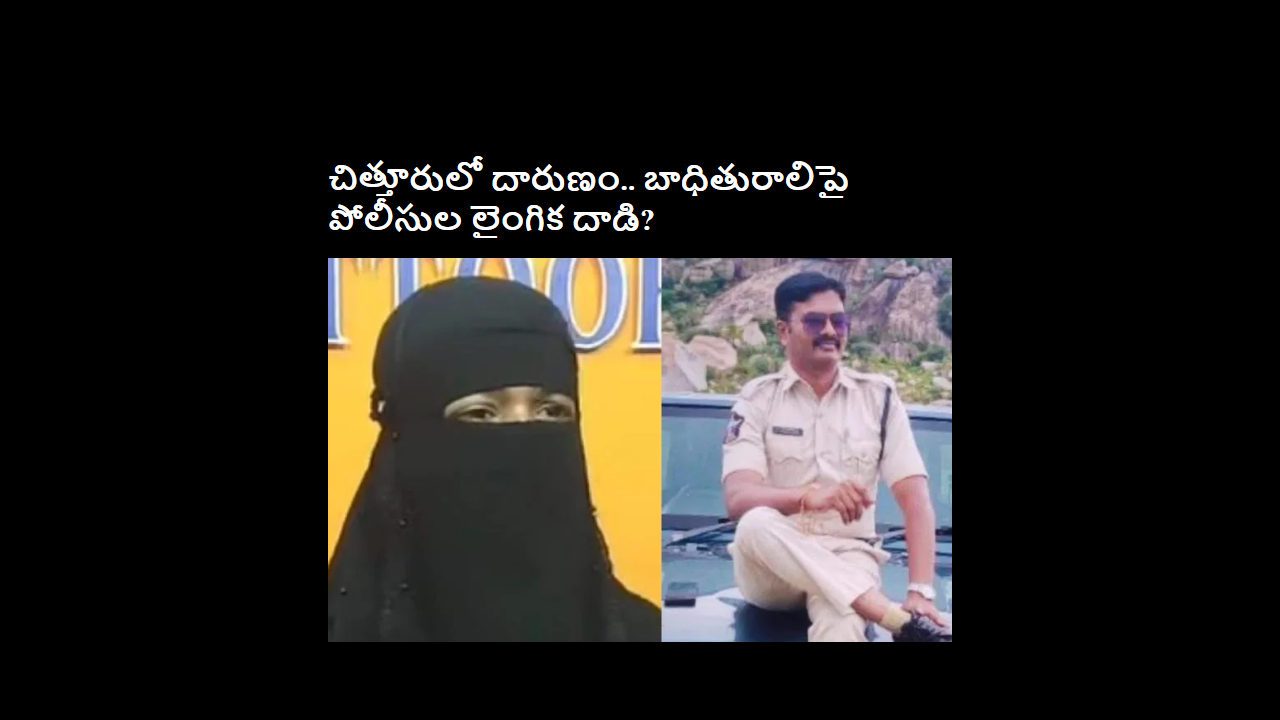 చిత్తూరులో దారుణం.. బాధితురాలిపై
పోలీసుల లైంగిక దాడి?